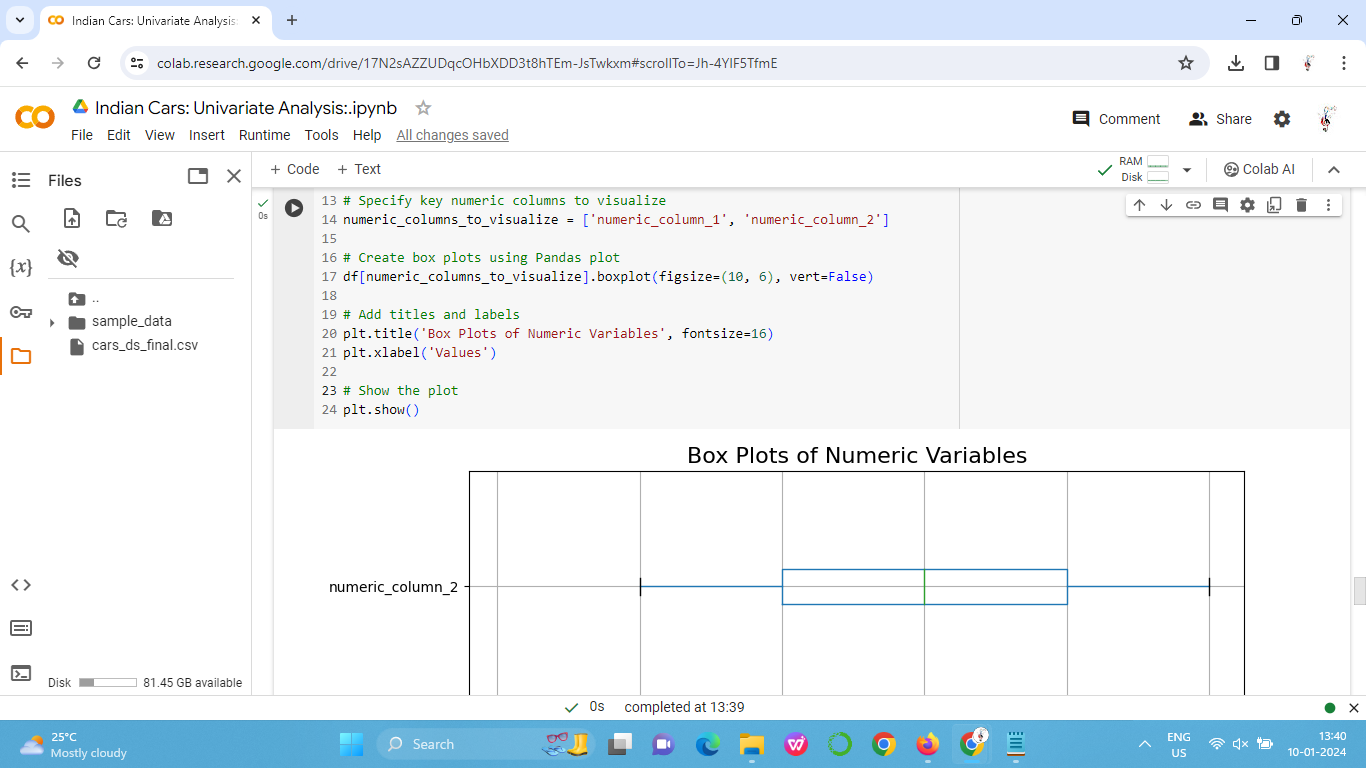 Indian Cars: Univariate Analysis
colab.research.google.com/drive/17N2sAZZUDqcOHbXDD3t8hTEm-JsTwkxm#scrollTo=Jh-4YIF5TfmE
Indian Cars: Univariate Analysis:.ipynb
File Edit View Insert Runtime Tools Help All changes saved
Comment Share
Files
+ Code + Text
RAM
Disk
Colab AI
13 # Specify key numeric columns to visualize
0s
14 numeric_columns_to_visualize = ['numeric_column_1', 'numeric_column_2']
15
16 # Create box plots using Pandas plot
17 df[numeric_columns_to_visualize].boxplot(figsize=(10, 6), vert=False)
18
19 # Add titles and labels
20 plt.title('Box Plots of Numeric Variables', fontsize=16)
21 plt.xlabel('Values')
22
23 # Show the plot
24 plt.show()
{x}
..
sample_data
cars_ds_final.csv
Box Plots of Numeric Variables
numeric_column_2
Disk 81.45 GB available
0s completed at 13:39
25°C
Mostly cloudy
Search
ENG
US
13:40
10-01-2024